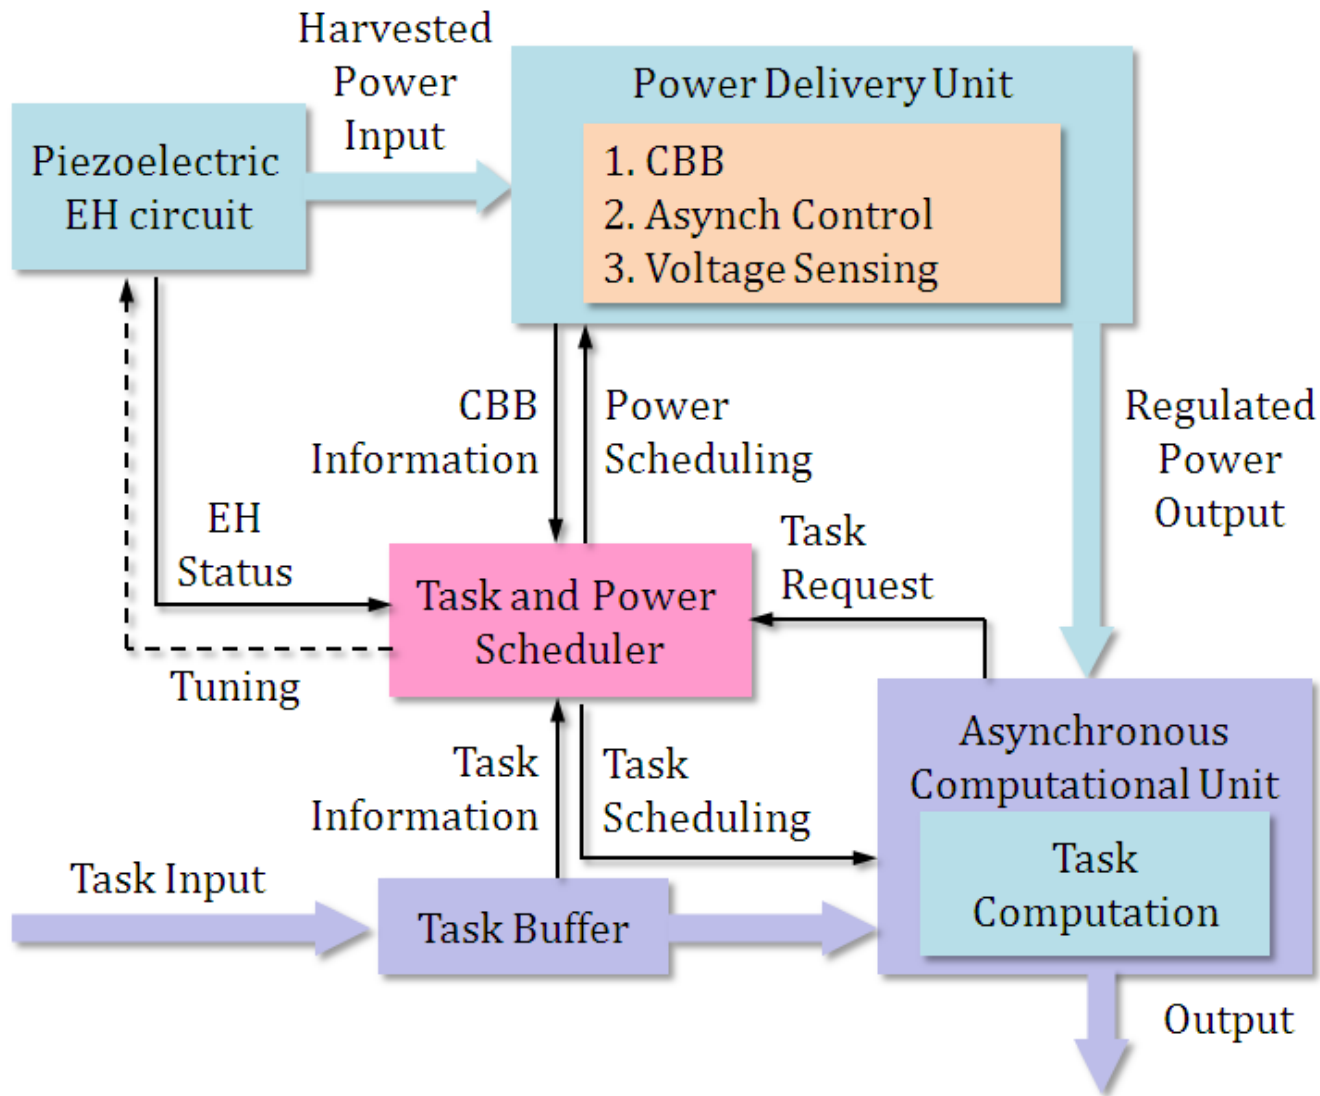 Harvested
Power
Input
Power Delivery Unit
1. CBB
2. Asynch Control
3. Voltage Sensing
Piezoelectric
EH circuit
CBB
Information
Power
Scheduling
Regulated
Power
Output
EH
Status
Task
Request
Task and Power
Scheduler
Tuning
Task
Information
Task
Scheduling
Asynchronous
Computational Unit
Task
Computation
Task Input
Task Buffer
Output